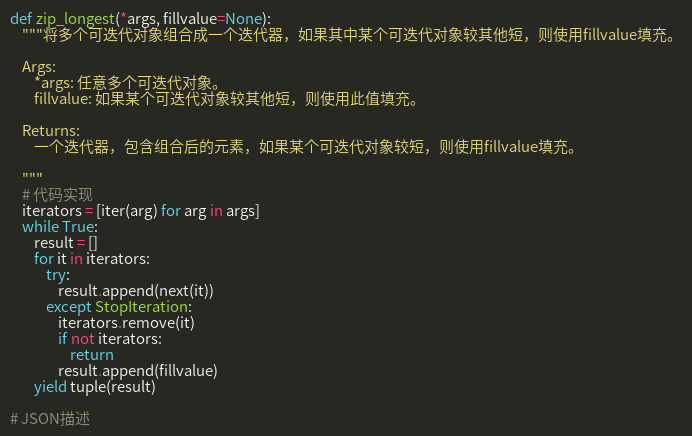 def zip_longest(*args, fillvalue=None):
    """将多个可迭代对象组合成一个迭代器，如果其中某个可迭代对象较其他短，则使用fillvalue填充。
    Args:
        *args: 任意多个可迭代对象。
        fillvalue: 如果某个可迭代对象较其他短，则使用此值填充。
    Returns:
        一个迭代器，包含组合后的元素，如果某个可迭代对象较短，则使用fillvalue填充。
    """
    # 代码实现
    iterators = [iter(arg) for arg in args]
    while True:
        result = []
        for it in iterators:
            try:
                result.append(next(it))
            except StopIteration:
                iterators.remove(it)
                if not iterators:
                    return
                result.append(fillvalue)
        yield tuple(result)
# JSON描述